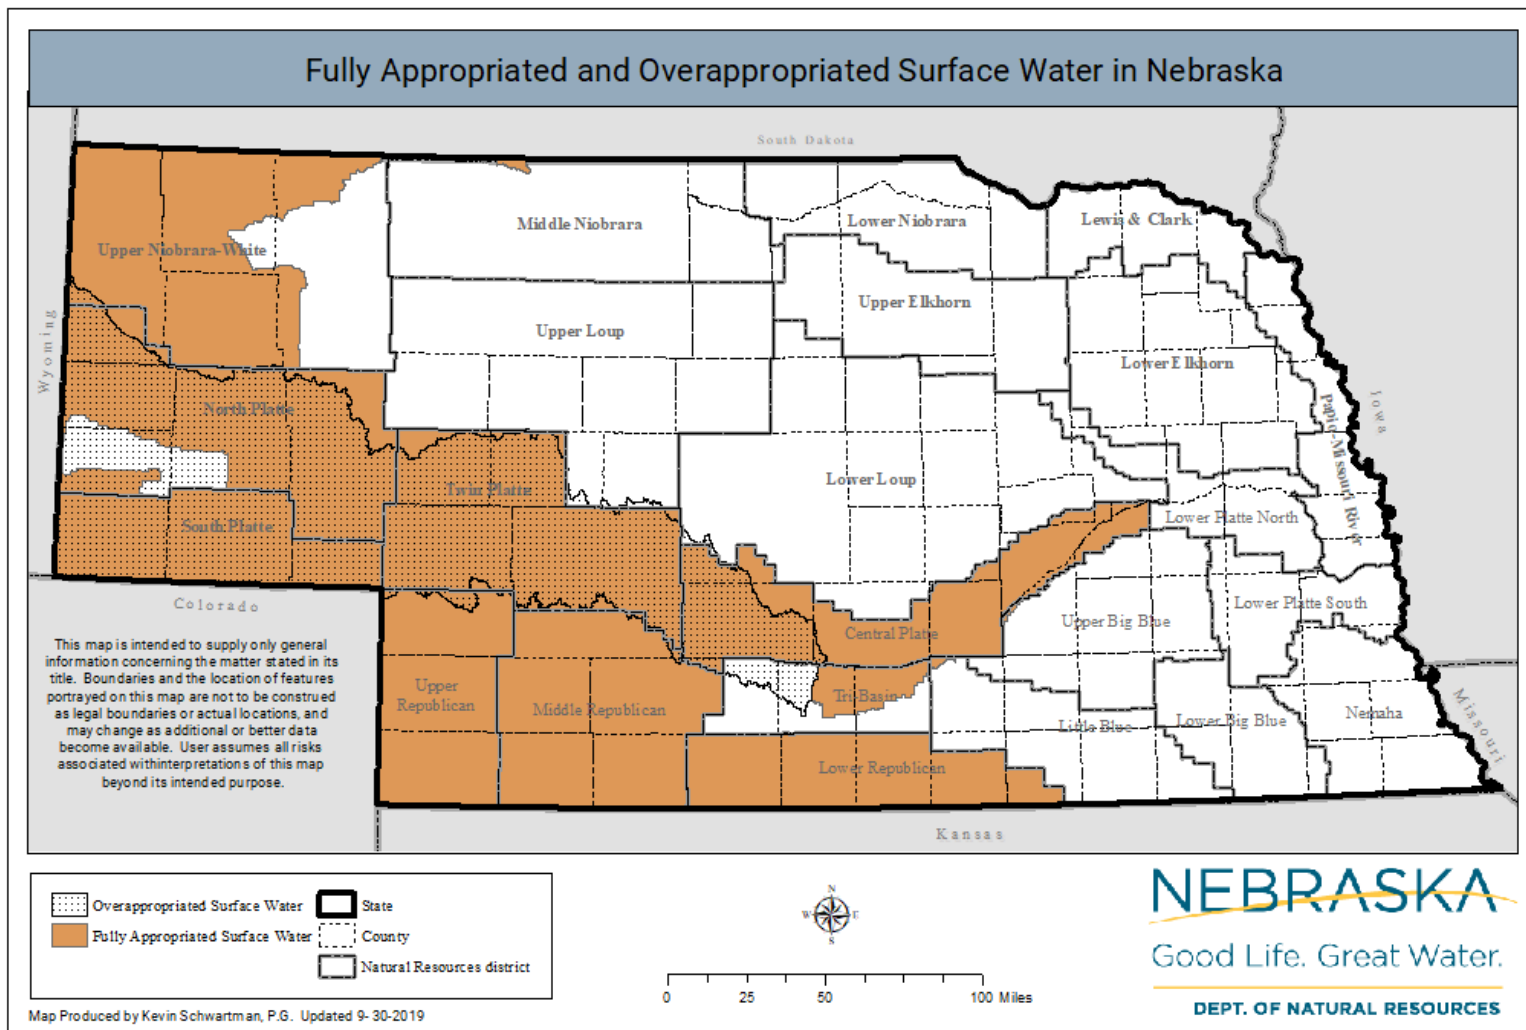 Fully Appropriated and Overappropriated Surface Water in Nebraska
South Dakota
Middle Niobrara
Lower Niobrara
Lewis & Clark
Upper Niobrara-White
Upper Elkhorn
Upper Loup
Wyoming
Lower Elkhorn
Iowa
North Platte
Papio-Missouri River
Lower Loup
Twin Platte
Lower Platte North
South Platte
Colorado
Lower Platte South
Upper Big Blue
Central Platte
This map is intended to supply only general
information concerning the matter stated in its
title. Boundaries and the location of features
portrayed on this map are not to be construed
as legal boundaries or actual locations, and
may change as additional or better data
become available. User assumes all risks
associated withinterpretations of this map
beyond its intended purpose.
Upper
Republican
Middle Republican
Tri-Basin
Little Blue
Lower Big Blue
Nemaha
Missouri
Lower Republican
Kansas
Overappropriated Surface Water
State
Fully Appropriated Surface Water
County
Natural Resources district
N
W
E
S
0 25 50 100 Miles
NEBRASKA
Good Life. Great Water.
DEPT. OF NATURAL RESOURCES
Map Produced by Kevin Schwartman, P.G. Updated 9- 30-2019